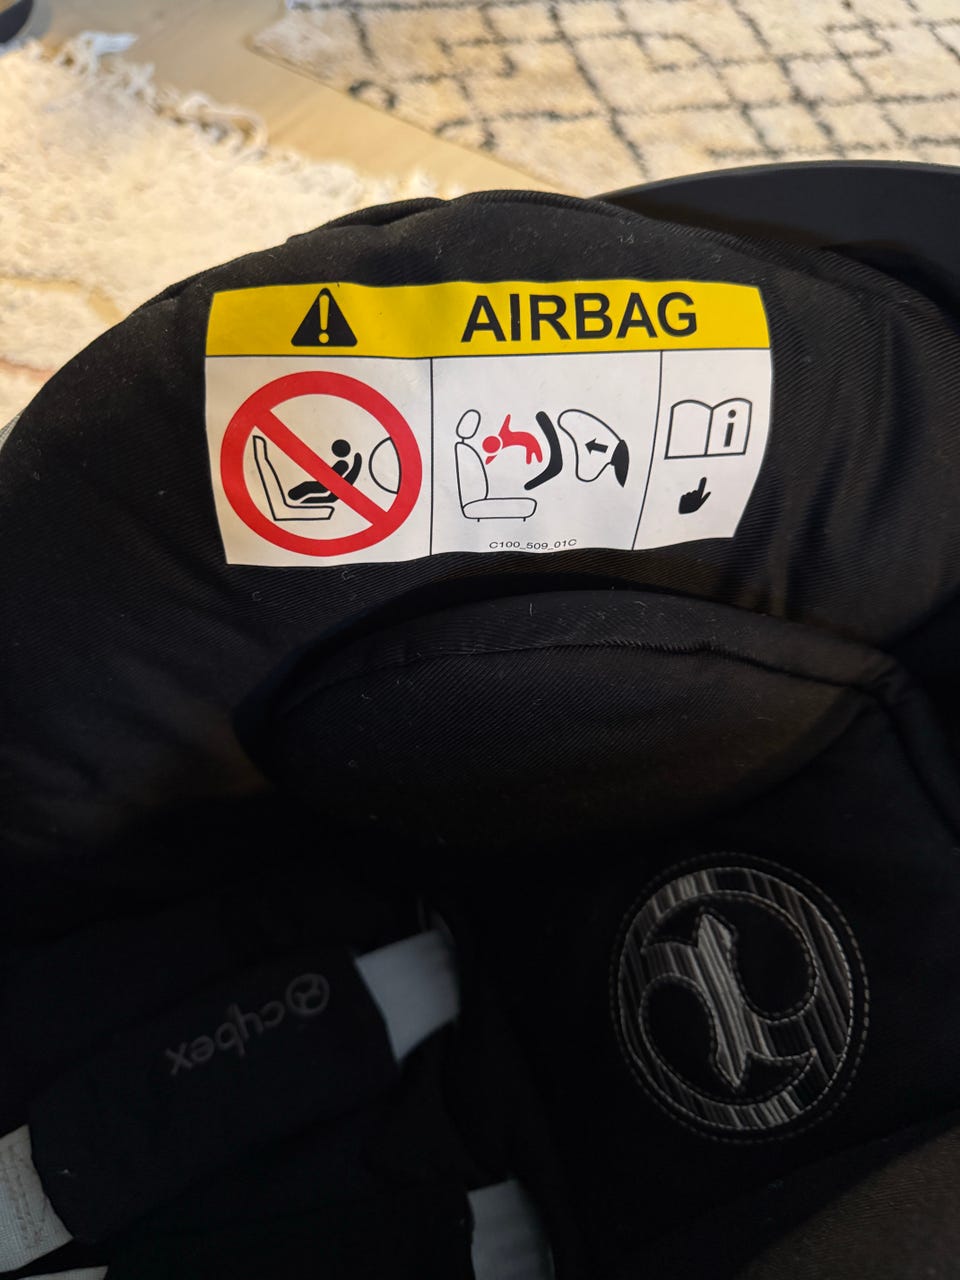 AIRBAG
i
C100_509_01C
cybex